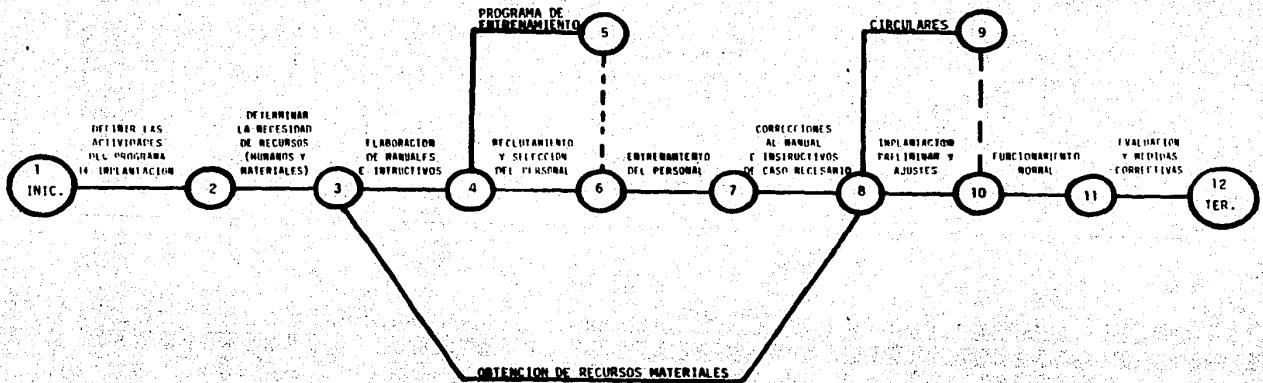 PROGRAMA DE
ENTRENAMIENTO
5
CIRCULARES
9
DEFINIR LAS
ACTIVIDADES
DEL PROGRAMA
IMPLANTACION
DETERMINAR
LA NECESIDAD
DE RECURSOS
(HUMANOS Y
MATERIALES)
ELABORACION
DE MANUALES
E INTRUCTIVOS
RECLUTAMIENTO
Y SELECCION
DEL PERSONAL
ENTRENAMIENTO
DEL PERSONAL
CORRECCIONES
AL MANUAL
E INSTRUCTIVOS
DE CASO NECESARIO
IMPLANTACION
PRELIMINAR Y
AJUSTES
FUNCIONAMIENTO
NORMAL
EVALUACION
Y MEDIDAS
CORRECTIVAS
1
INIC.
2
3
4
6
7
8
10
11
12
TER.
OBTENCION DE RECURSOS MATERIALES